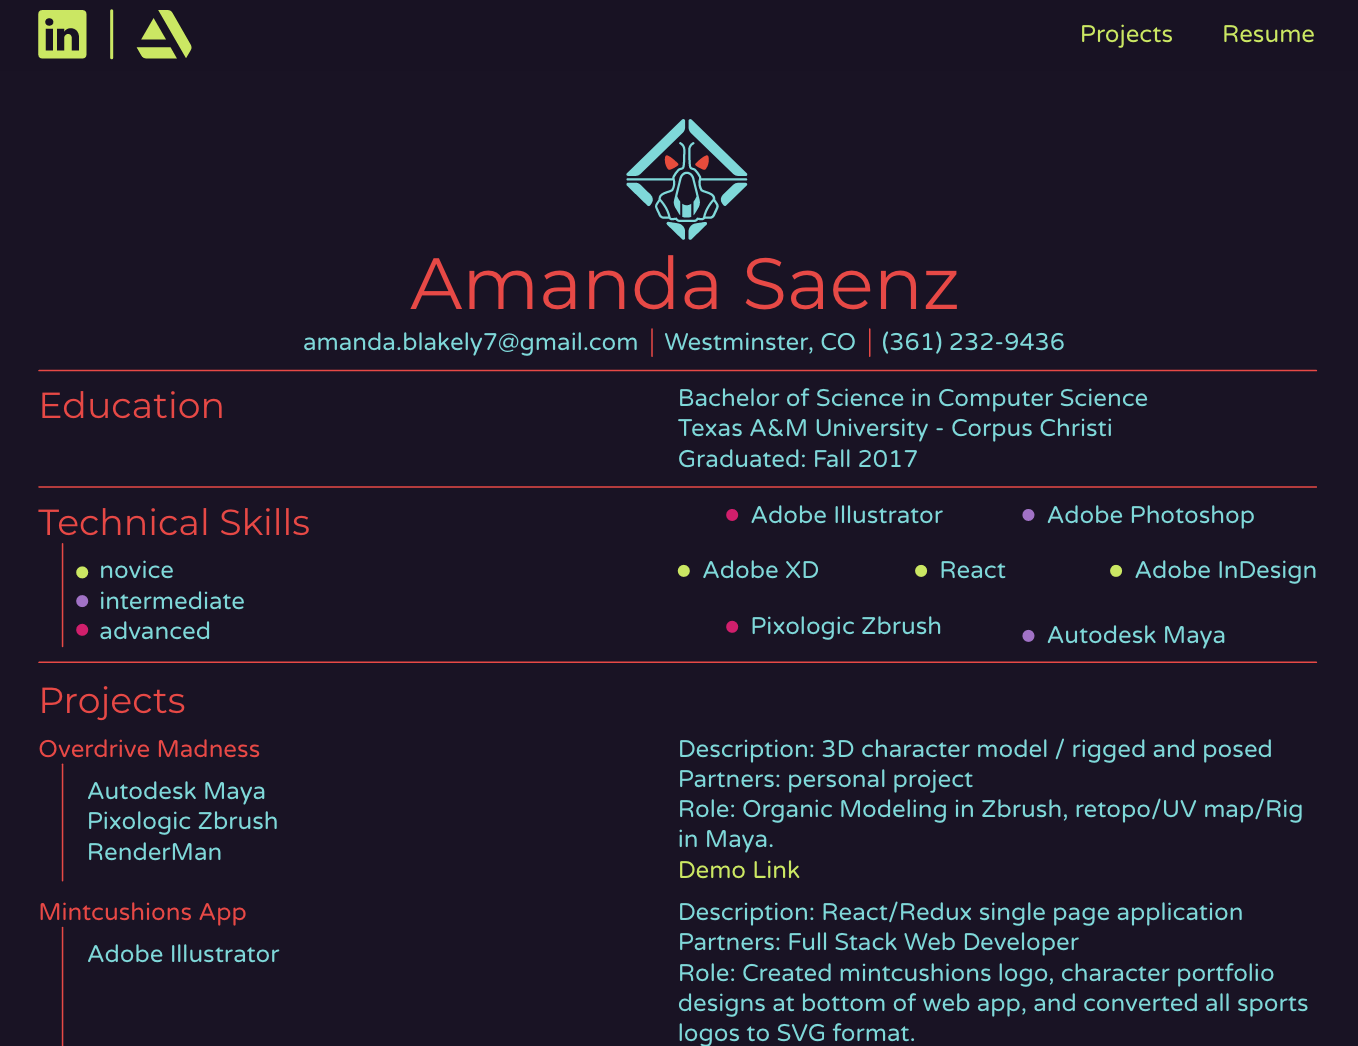 in
Projects
Resume
Amanda Saenz
amanda.blakely7@gmail.com | Westminster, CO | (361) 232-9436
Education
Bachelor of Science in Computer Science
Texas A&M University - Corpus Christi
Graduated: Fall 2017
Technical Skills
novice
intermediate
advanced
Adobe Illustrator
Adobe Photoshop
Adobe XD
React
Adobe InDesign
Pixologic Zbrush
Autodesk Maya
Projects
Overdrive Madness
Autodesk Maya
Pixologic Zbrush
RenderMan
Description: 3D character model / rigged and posed
Partners: personal project
Role: Organic Modeling in Zbrush, retopo/UV map/Rig
in Maya.
Demo Link
Mintcushions App
Adobe Illustrator
Description: React/Redux single page application
Partners: Full Stack Web Developer
Role: Created mintcushions logo, character portfolio
designs at bottom of web app, and converted all sports
logos to SVG format.